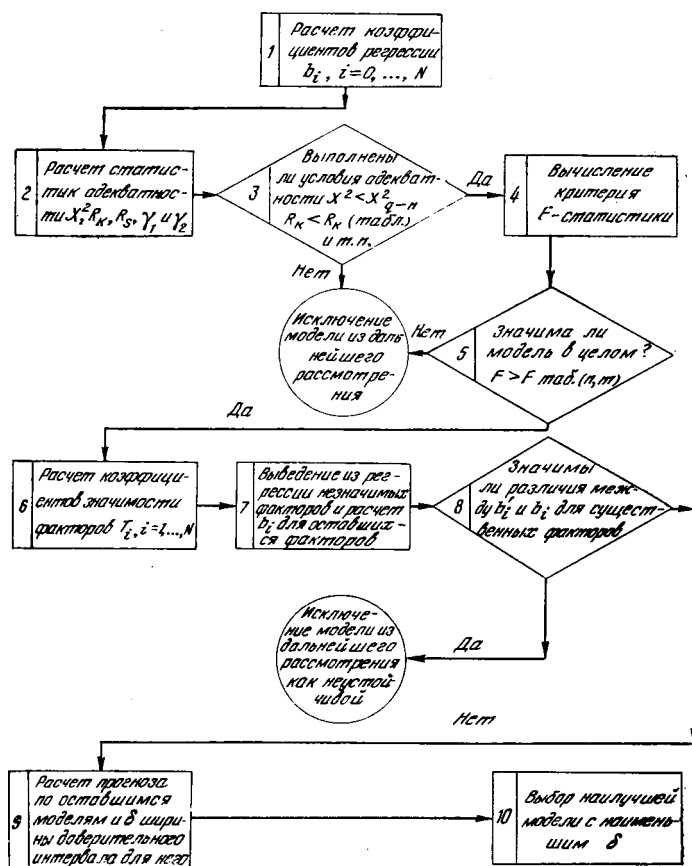 1
Расчет коэффи-
циентов регрессии
b_i, i=0, ..., N
2
Расчет статис-
тик адекватнос-
ти X², R_K, R_S, γ_1 и γ_2
3
Выполнены
ли условия адекват-
ности X² < X²_{q-n}
R_K < R_K (табл.)
и т.п.
Да
4
Вычисление
критерия
F-статистики
Нет
Исключение
модели из даль-
нейшего
рассмотрения
Нет
5
Значима ли
модель в целом?
F > F таб.(n,m)
Да
6
Расчет коэффици-
ентов значимости
факторов T_i, i=1,...,N
7
Выведение из рег-
рессии незначимых
факторов и расчет
b_i для оставших-
ся факторов
8
Значимы
ли различия меж-
ду b_i' и b_i для сущест-
венных факторов
Исключе-
ние модели из
дальнейшего
рассмотрения
как неустой-
чивой
Да
Нет
9
Расчет прогноза
по оставшимся
моделям и δ шири-
ны доверительного
интервала для него
10
Выбор наилучшей
модели с наимень-
шим δ